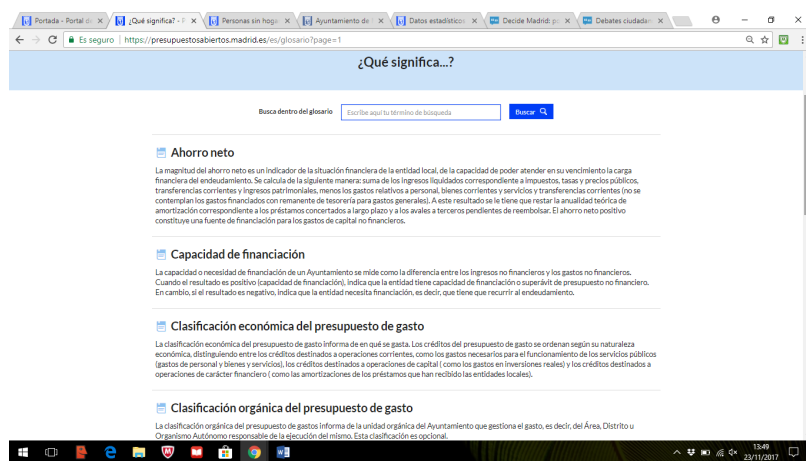 Portada - Portal de
¿Qué significa? - P
Personas sin hoga
Ayuntamiento de
Datos estadísticos
Decide Madrid: po
Debates ciudadan
Es seguro | https://presupuestosabiertos.madrid.es/es/glosario?page=1
¿Qué significa...?
Busca dentro del glosario
Escribe aquí tu término de búsqueda
Buscar
Ahorro neto
La magnitud del ahorro neto es un indicador de la situación financiera de la entidad local, de la capacidad de poder atender en su vencimiento la carga
financiera del endeudamiento. Se calcula de la siguiente manera: suma de los ingresos liquidados correspondiente a impuestos, tasas y precios públicos,
transferencias corrientes y ingresos patrimoniales, menos los gastos relativos a personal, bienes corrientes y servicios y transferencias corrientes (no se
contemplan los gastos financiados con remanente de tesorería para gastos generales). A este resultado se le tiene que restar la anualidad teórica de
amortización correspondiente a los préstamos concertados a largo plazo y a los avales a terceros pendientes de reembolsar. El ahorro neto positivo
constituye una fuente de financiación para los gastos de capital no financieros.
Capacidad de financiación
La capacidad o necesidad de financiación de un Ayuntamiento se mide como la diferencia entre los ingresos no financieros y los gastos no financieros.
Cuando el resultado es positivo (capacidad de financiación), indica que la entidad tiene capacidad de financiación o superávit de presupuesto no financiero.
En cambio, si el resultado es negativo, indica que la entidad necesita financiación, es decir, que tiene que recurrir al endeudamiento.
Clasificación económica del presupuesto de gasto
La clasificación económica del presupuesto de gasto informa de en qué se gasta. Los créditos del presupuesto de gasto se ordenan según su naturaleza
económica, distinguiendo entre los créditos destinados a operaciones corrientes, como los gastos necesarios para el funcionamiento de los servicios públicos
(gastos de personal y bienes y servicios), los créditos destinados a operaciones de capital ( como los gastos en inversiones reales) y los créditos destinados a
operaciones de carácter financiero ( como las amortizaciones de los préstamos que han recibido las entidades locales).
Clasificación orgánica del presupuesto de gasto
La clasificación orgánica del presupuesto de gastos informa de la unidad orgánica del Ayuntamiento que gestiona el gasto, es decir, del Área, Distrito u
Organismo Autónomo responsable de la ejecución del mismo. Esta clasificación es opcional.
13:49
23/11/2017